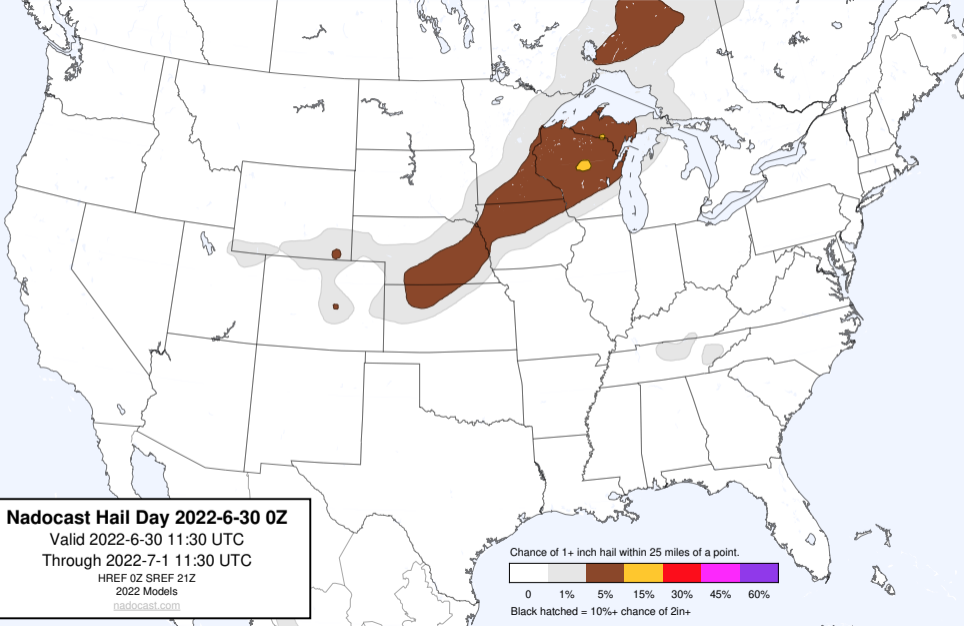 Nadocast Hail Day 2022-6-30 0Z
Valid 2022-6-30 11:30 UTC
Through 2022-7-1 11:30 UTC
HREF 0Z SREF 21Z
2022 Models
nadocast.com
Chance of 1+ inch hail within 25 miles of a point.
0 1% 5% 15% 30% 45% 60%
Black hatched = 10%+ chance of 2in+